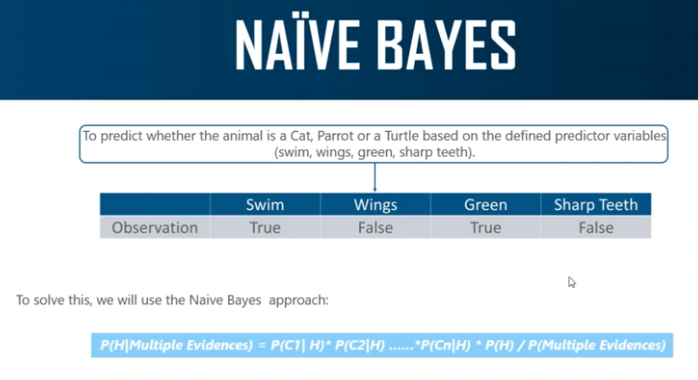 NAÏVE BAYES
To predict whether the animal is a Cat, Parrot or a Turtle based on the defined predictor variables
(swim, wings, green, sharp teeth).
Swim Wings Green Sharp Teeth
Observation True False True False
To solve this, we will use the Naive Bayes approach:
P(H|Multiple Evidences) = P(C1| H)* P(C2|H) ......*P(Cn|H) * P(H) / P(Multiple Evidences)